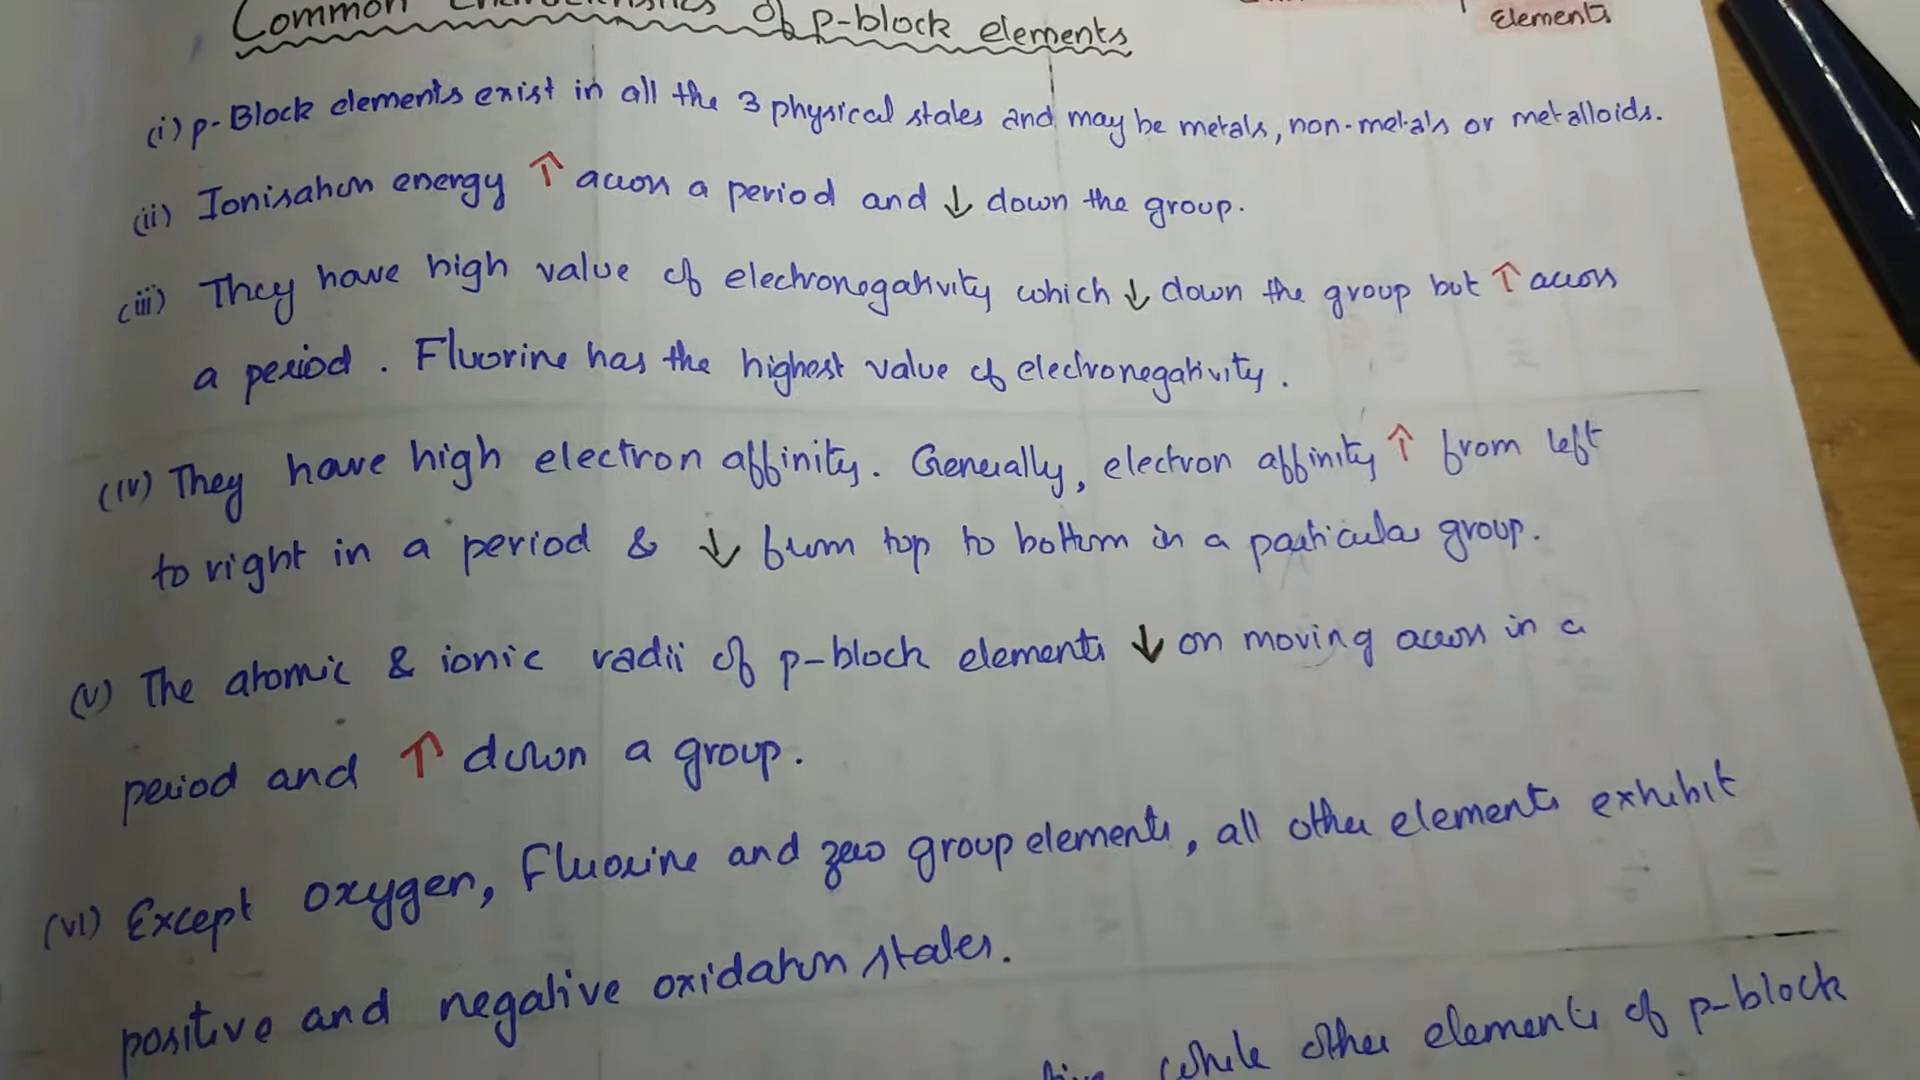 Elements
Common Characteristics of p-block elements
(i) p-Block elements exist in all the 3 physical states and may be metals, non-metals or metalloids.
(ii) Ionisation energy ↑ across a period and ↓ down the group.
(iii) They have high value of electronegativity which ↓ down the group but ↑ across
a period. Fluorine has the highest value of electronegativity.
(iv) They have high electron affinity. Generally, electron affinity ↑ from left
to right in a period & ↓ from top to bottom in a particular group.
(v) The atomic & ionic radii of p-block elements ↓ on moving across in a
period and ↑ down a group.
(vi) Except oxygen, Fluorine and zero group elements, all other elements exhibit
positive and negative oxidation states.
while other elements of p-block